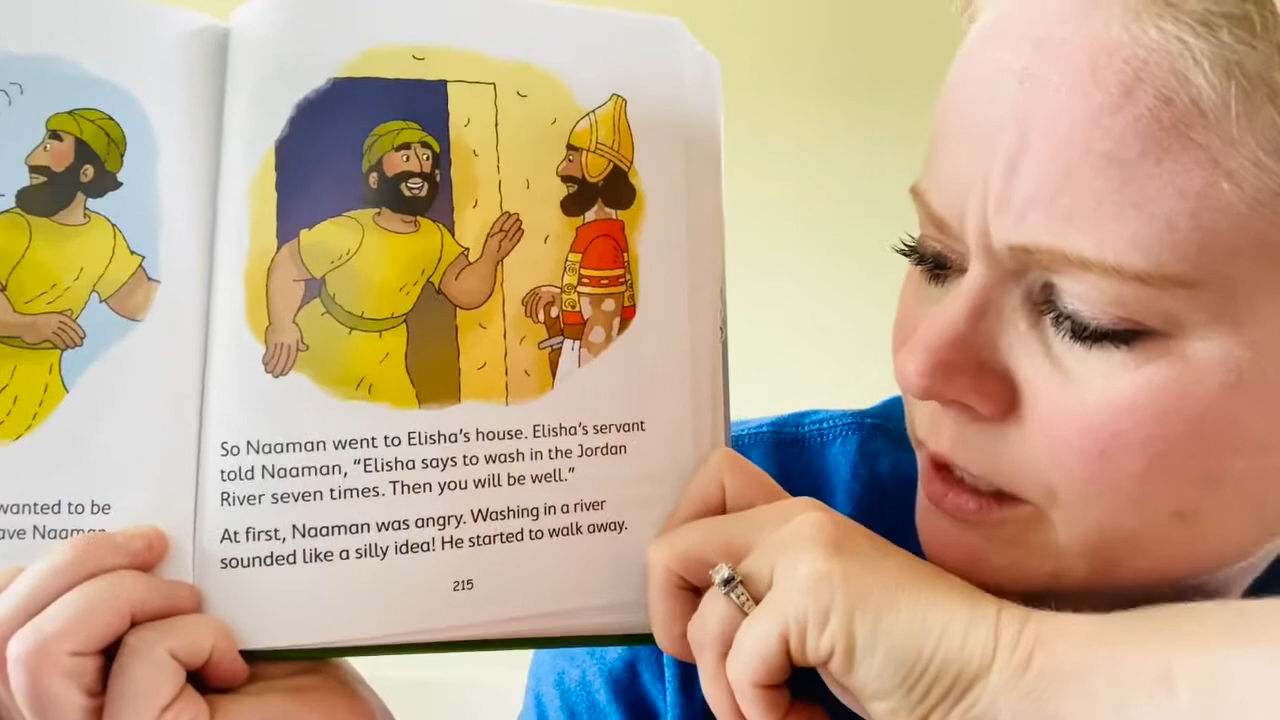 wanted to be
ave Naaman
So Naaman went to Elisha's house. Elisha's servant
told Naaman, "Elisha says to wash in the Jordan
River seven times. Then you will be well."
At first, Naaman was angry. Washing in a river
sounded like a silly idea! He started to walk away.
215